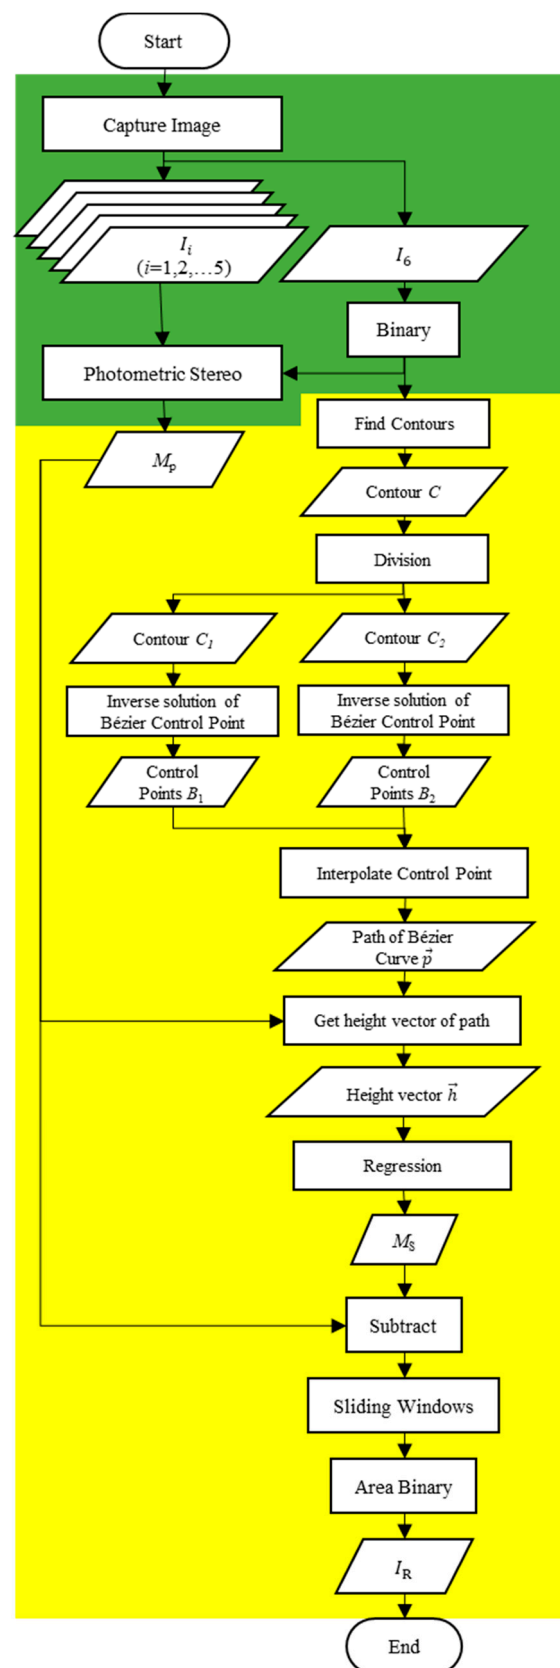 Start
Capture Image
I_i
(i=1,2,…5)
I_6
Binary
Photometric Stereo
Find Contours
M_p
Contour C
Division
Contour C_1
Contour C_2
Inverse solution of
Bézier Control Point
Inverse solution of
Bézier Control Point
Control
Points B_1
Control
Points B_2
Interpolate Control Point
Path of Bézier
Curve p⃗
Get height vector of path
Height vector h⃗
Regression
M_S
Subtract
Sliding Windows
Area Binary
I_R
End